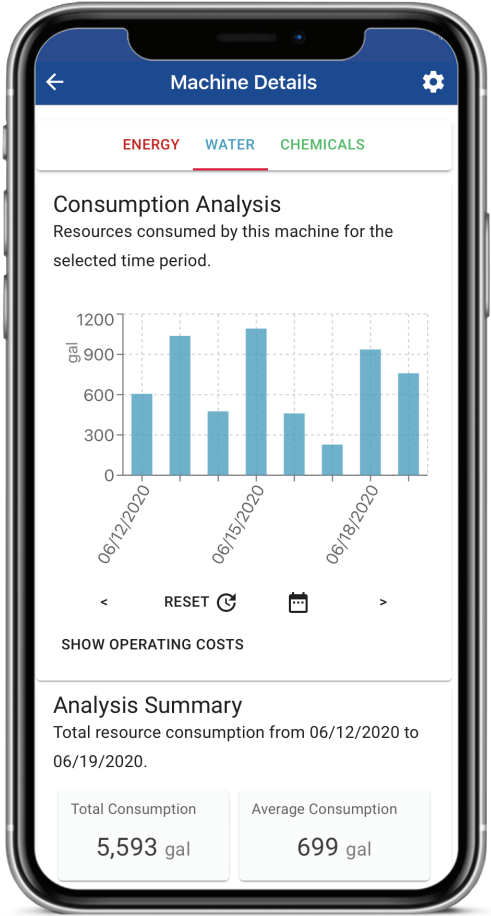 Machine Details
ENERGY WATER CHEMICALS
Consumption Analysis
Resources consumed by this machine for the
selected time period.
1200
900
600
300
0
gal
06/12/2020
06/15/2020
06/18/2020
< RESET >
SHOW OPERATING COSTS
Analysis Summary
Total resource consumption from 06/12/2020 to
06/19/2020.
Total Consumption
5,593 gal
Average Consumption
699 gal